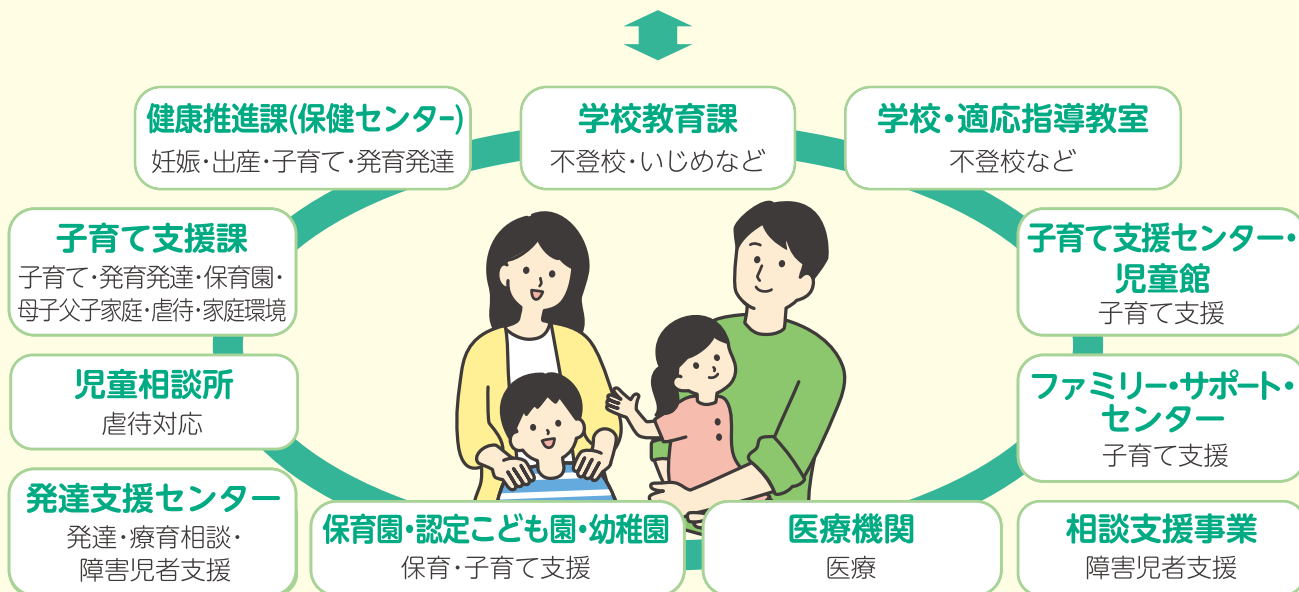 健康推進課(保健センター)
妊娠・出産・子育て・発育発達
学校教育課
不登校・いじめなど
学校・適応指導教室
不登校など
子育て支援課
子育て・発育発達・保育園・
母子父子家庭・虐待・家庭環境
子育て支援センター・
児童館
子育て支援
児童相談所
虐待対応
ファミリー・サポート・
センター
子育て支援
発達支援センター
発達・療育相談・
障害児者支援
保育園・認定こども園・幼稚園
保育・子育て支援
医療機関
医療
相談支援事業
障害児者支援